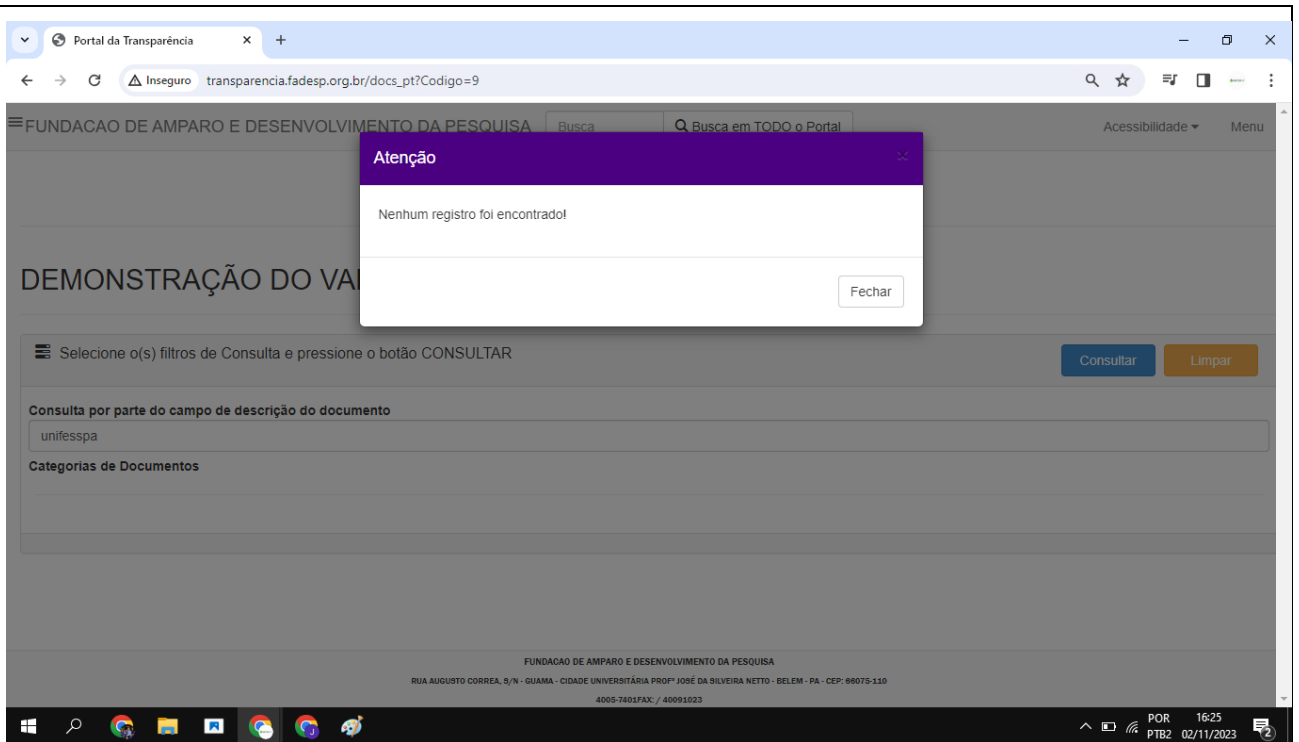 Portal da Transparência
Inseguro transparencia.fadesp.org.br/docs_pt?Codigo=9
FUNDACAO DE AMPARO E DESENVOLVIMENTO DA PESQUISA Busca Busca em TODO o Portal Acessibilidade Menu
Atenção
Nenhum registro foi encontrado!
Fechar
DEMONSTRAÇÃO DO VA
Selecione o(s) filtros de Consulta e pressione o botão CONSULTAR Consultar Limpar
Consulta por parte do campo de descrição do documento
unifesspa
Categorias de Documentos
FUNDACAO DE AMPARO E DESENVOLVIMENTO DA PESQUISA
RUA AUGUSTO CORREA, S/N - GUAMA - CIDADE UNIVERSITÁRIA PROFº JOSÉ DA SILVEIRA NETTO - BELEM - PA - CEP: 66075-110
4005-7401FAX: / 40091023
POR 16:25
PTB2 02/11/2023 2